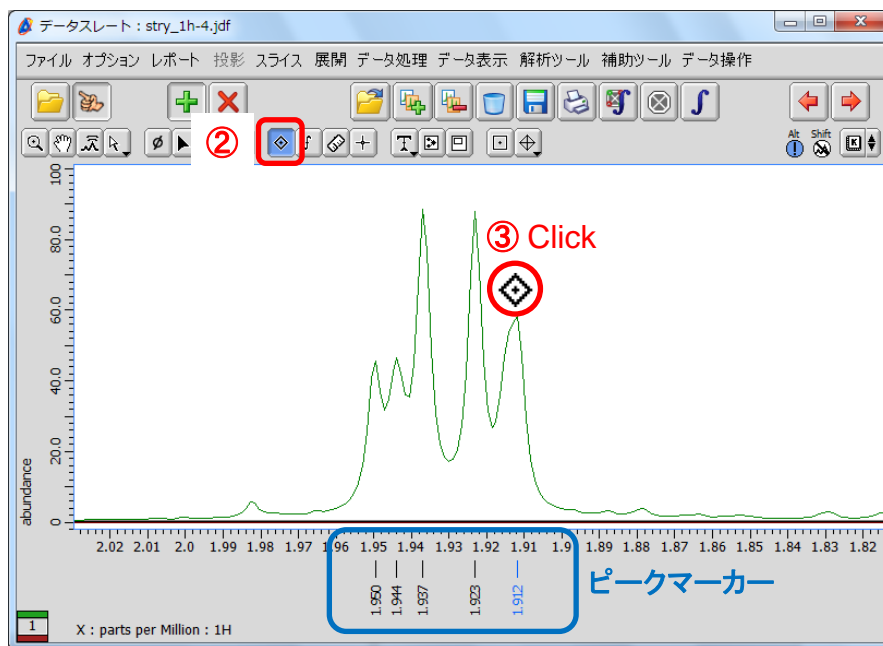 データスレート : stry_1h-4.jdf
ファイル オプション レポート 投影 スライス 展開 データ処理 データ表示 解析ツール 補助ツール データ操作
②
Alt Shift
③ Click
100
80.0
60.0
40.0
20.0
0
abundance
2.02 2.01 2.0 1.99 1.98 1.97 1.96 1.95 1.94 1.93 1.92 1.91 1.9 1.89 1.88 1.87 1.86 1.85 1.84 1.83 1.82
1.950 1.944 1.937 1.923 1.912
ピークマーカー
1
X : parts per Million : 1H